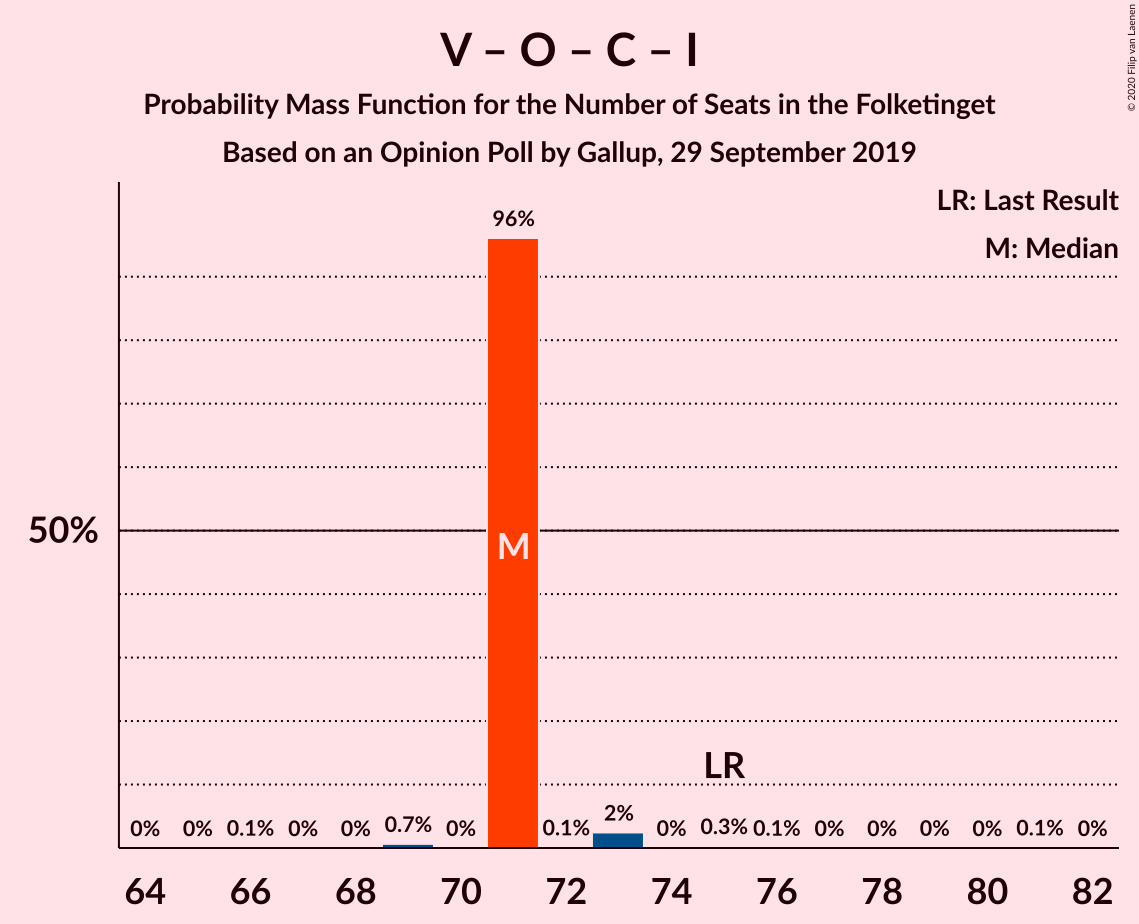 V – O – C – I
Probability Mass Function for the Number of Seats in the Folketinget
Based on an Opinion Poll by Gallup, 29 September 2019
© 2020 Filip van Laenen
LR: Last Result
M: Median
96%
50%
M
LR
0% 0% 0.1% 0% 0% 0.7% 0% 0.1% 2% 0% 0.3% 0.1% 0% 0% 0% 0% 0.1% 0%
64 66 68 70 72 74 76 78 80 82